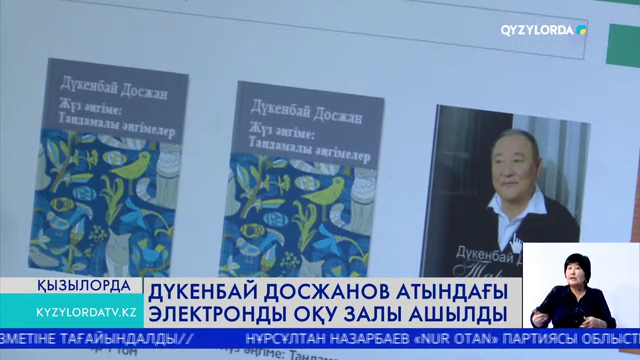 QYZYLORDA
Дүкенбай Досжан
Жүз әңгіме:
Таңдамалы әңгімелер
Дүкенбай Досжан
Жүз әңгіме:
Таңдамалы әңгімелер
Дүкенбай
ҚЫЗЫЛОРДА
KYZYLORDATV.KZ
ДҮКЕНБАЙ ДОСЖАНОВ АТЫНДАҒЫ
ЭЛЕКТРОНДЫ ОҚУ ЗАЛЫ АШЫЛДЫ
ЗМЕТІНЕ ТАҒАЙЫНДАЛДЫ // НҰРСҰЛТАН НАЗАРБАЕВ «NUR OTAN» ПАРТИЯСЫ ОБЛЫСТ